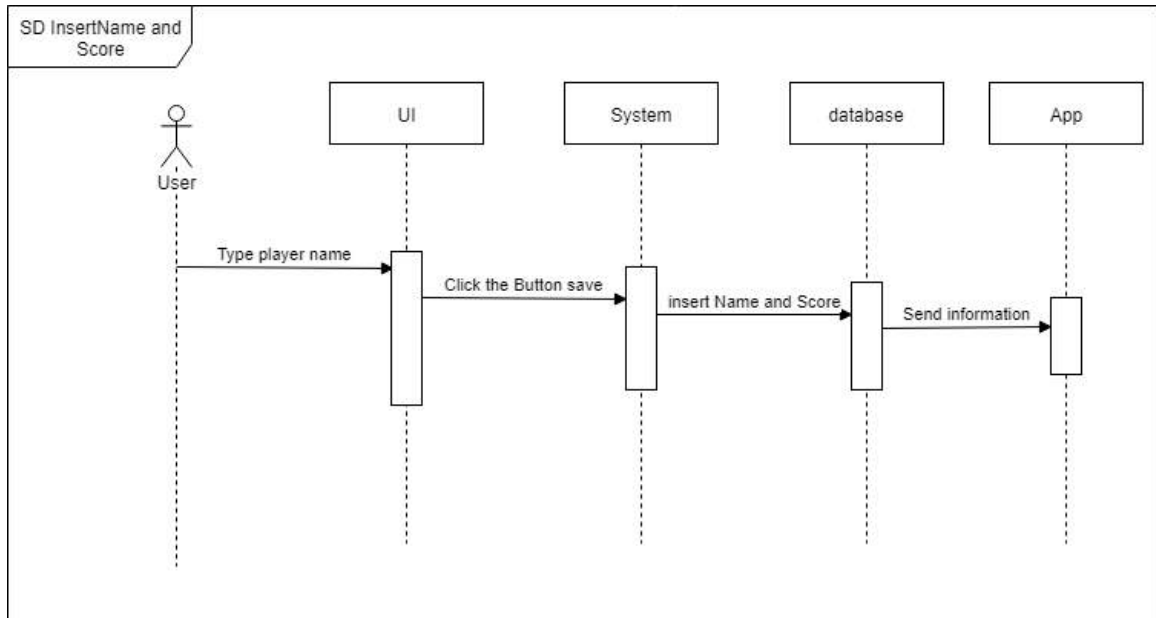 SD InsertName and
Score
UI
System
database
App
User
Type player name
Click the Button save
insert Name and Score
Send information